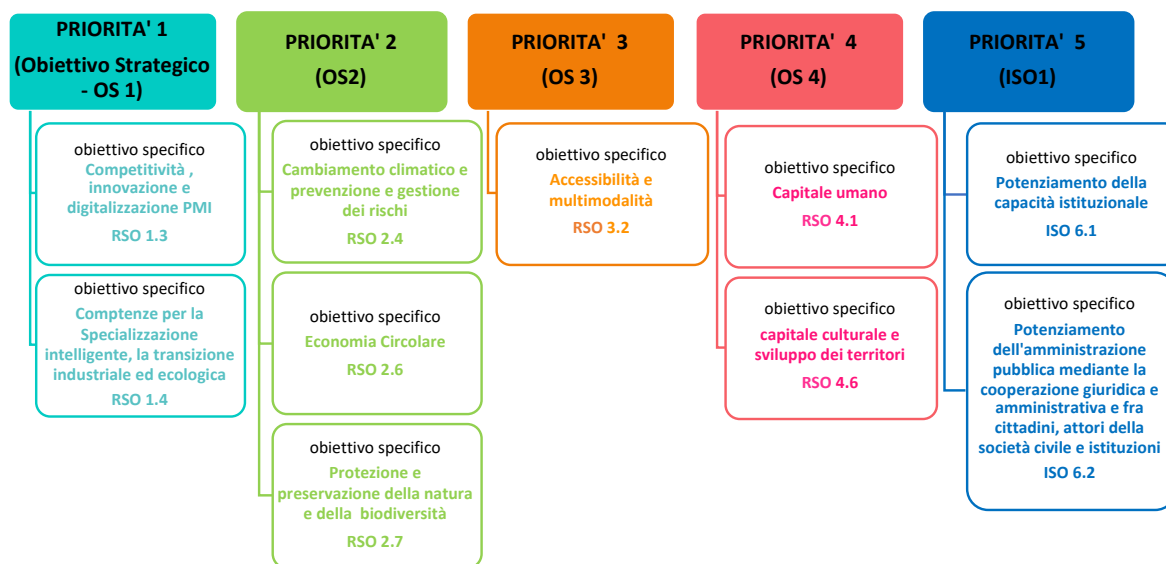 PRIORITA' 1
(Obiettivo Strategico
- OS 1)
obiettivo specifico
Competitività ,
innovazione e
digitalizzazione PMI
RSO 1.3
obiettivo specifico
Comptenze per la
Specializzazione
intelligente, la transizione
industriale ed ecologica
RSO 1.4
PRIORITA' 2
(OS2)
obiettivo specifico
Cambiamento climatico e
prevenzione e gestione
dei rischi
RSO 2.4
obiettivo specifico
Economia Circolare
RSO 2.6
obiettivo specifico
Protezione e
preservazione della natura
e della biodiversità
RSO 2.7
PRIORITA' 3
(OS 3)
obiettivo specifico
Accessibilità e
multimodalità
RSO 3.2
PRIORITA' 4
(OS 4)
obiettivo specifico
Capitale umano
RSO 4.1
obiettivo specifico
capitale culturale e
sviluppo dei territori
RSO 4.6
PRIORITA' 5
(ISO1)
obiettivo specifico
Potenziamento della
capacità istituzionale
ISO 6.1
obiettivo specifico
Potenziamento
dell'amministrazione
pubblica mediante la
cooperazione giuridica e
amministrativa e fra
cittadini, attori della
società civile e istituzioni
ISO 6.2